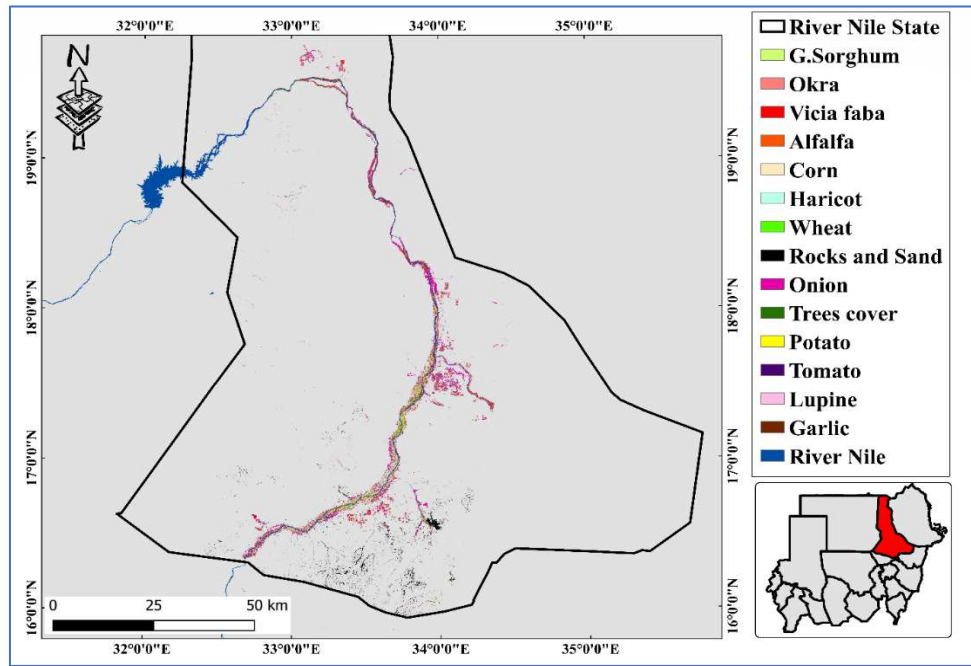 32°0'0"E 33°0'0"E 34°0'0"E 35°0'0"E
N
19°0'0"N
18°0'0"N
17°0'0"N
16°0'0"N
19°0'0"N
18°0'0"N
17°0'0"N
16°0'0"N
0 25 50 km
32°0'0"E 33°0'0"E 34°0'0"E 35°0'0"E
River Nile State
G.Sorghum
Okra
Vicia faba
Alfalfa
Corn
Haricot
Wheat
Rocks and Sand
Onion
Trees cover
Potato
Tomato
Lupine
Garlic
River Nile